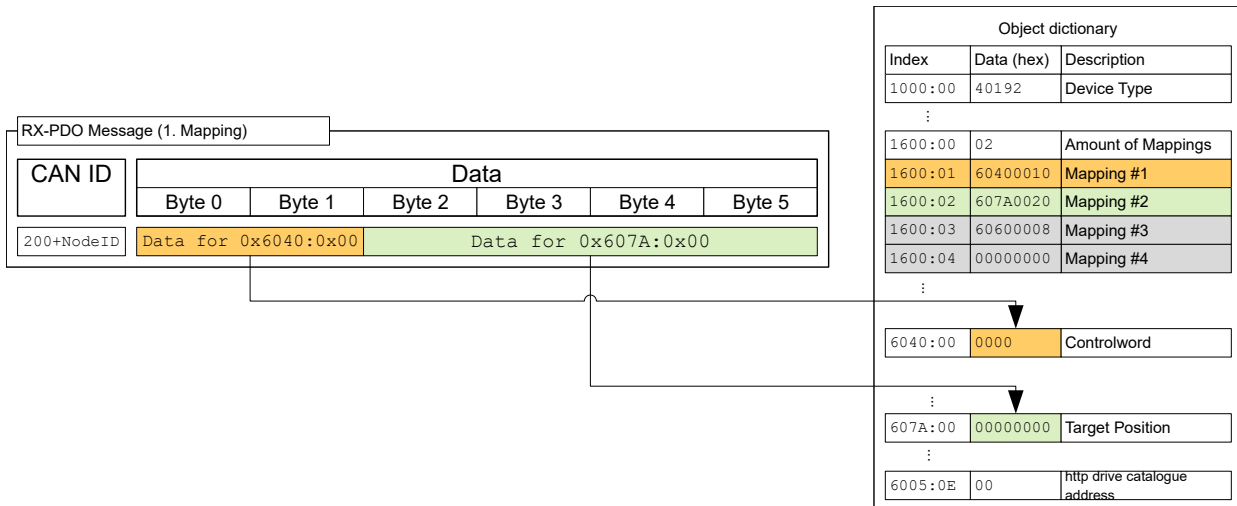 RX-PDO Message (1. Mapping)
CAN ID
Data
Byte 0 Byte 1 Byte 2 Byte 3 Byte 4 Byte 5
200+NodeID Data for 0x6040:0x00 Data for 0x607A:0x00
Object dictionary
Index Data (hex) Description
1000:00 40192 Device Type
⋮
1600:00 02 Amount of Mappings
1600:01 60400010 Mapping #1
1600:02 607A0020 Mapping #2
1600:03 60600008 Mapping #3
1600:04 00000000 Mapping #4
⋮
6040:00 0000 Controlword
⋮
607A:00 00000000 Target Position
⋮
6005:0E 00 http drive catalogue
address